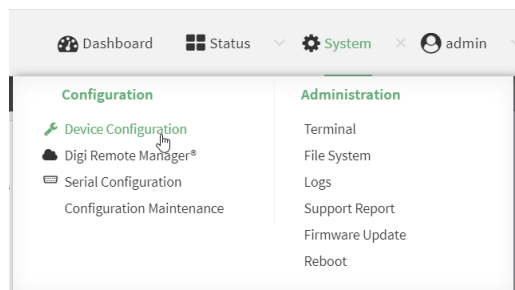 Dashboard Status System admin
Configuration
Device Configuration
Digi Remote Manager®
Serial Configuration
Configuration Maintenance
Administration
Terminal
File System
Logs
Support Report
Firmware Update
Reboot